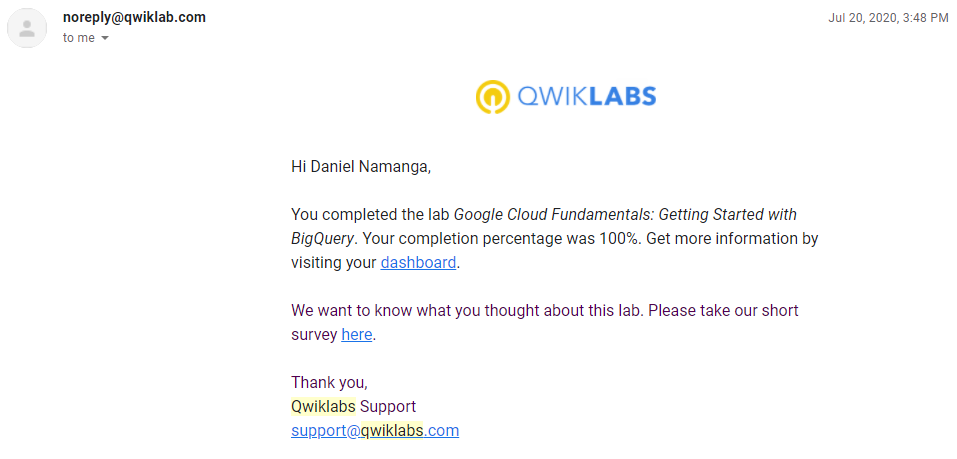 noreply@qwiklab.com
Jul 20, 2020, 3:48 PM
to me
QWIKLABS
Hi Daniel Namanga,
You completed the lab Google Cloud Fundamentals: Getting Started with
BigQuery. Your completion percentage was 100%. Get more information by
visiting your dashboard.
We want to know what you thought about this lab. Please take our short
survey here.
Thank you,
Qwiklabs Support
support@qwiklabs.com